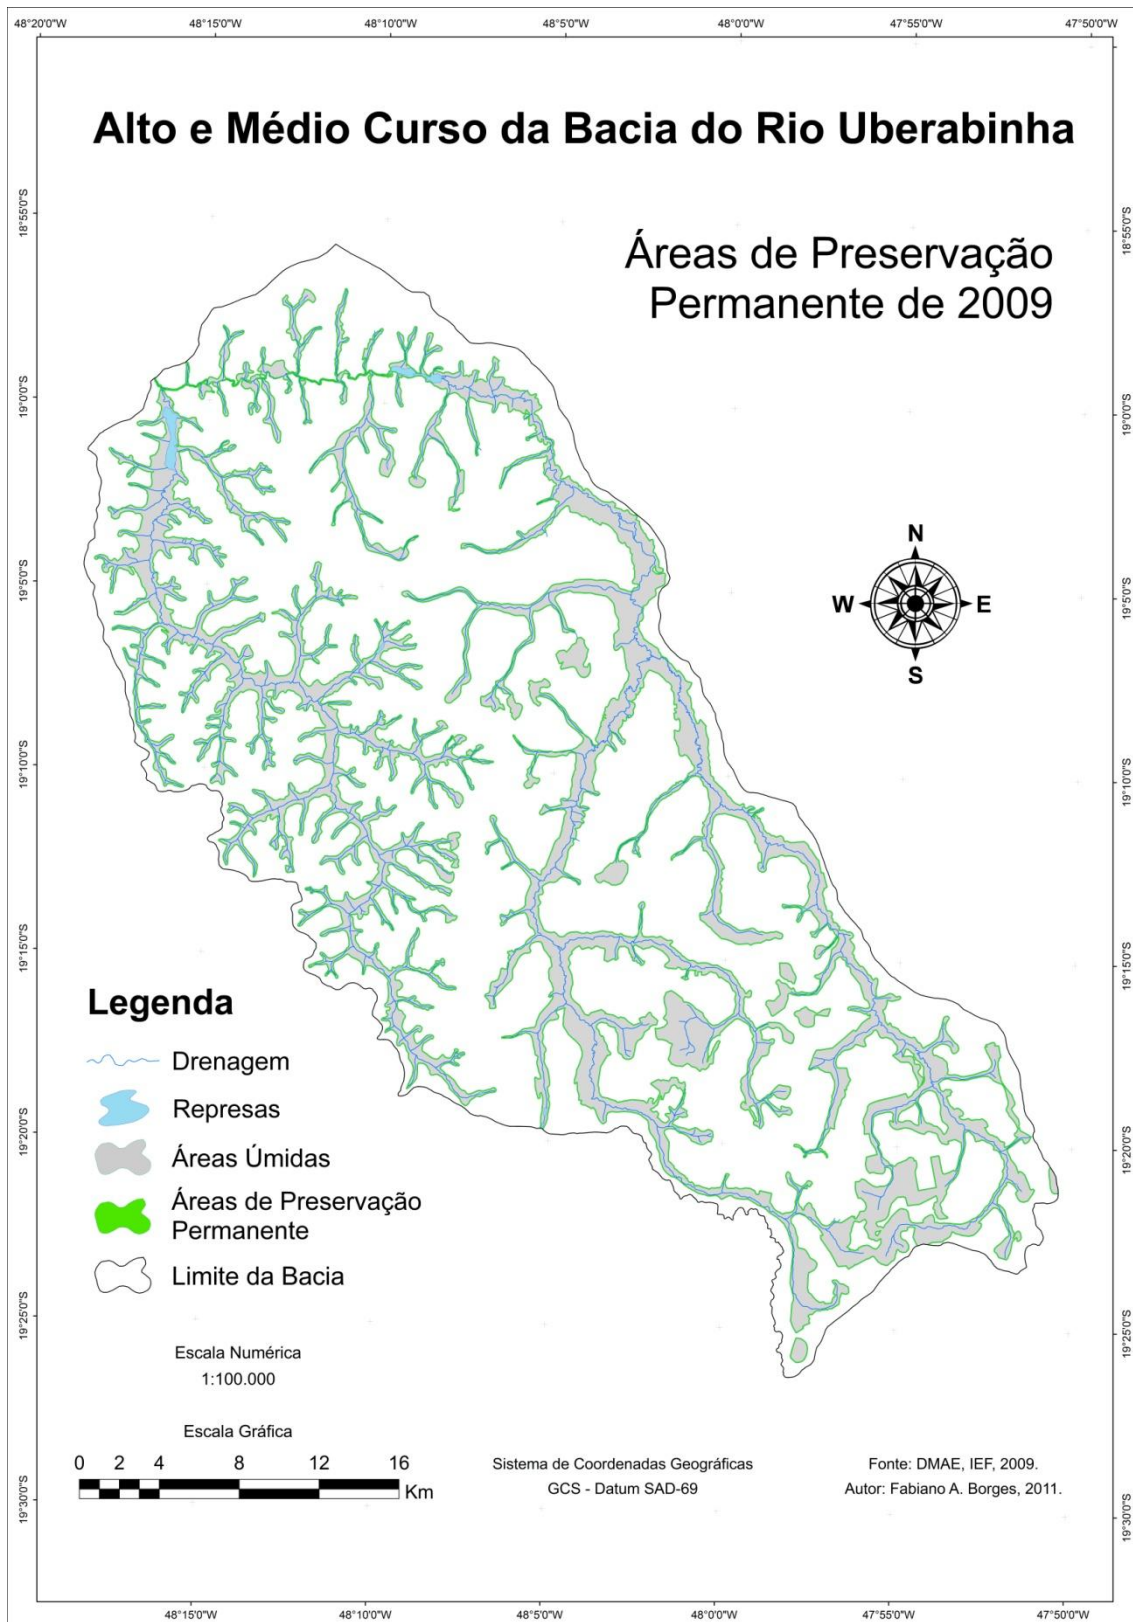 48°20'0"W 48°15'0"W 48°10'0"W 48°5'0"W 48°0'0"W 47°55'0"W 47°50'0"W
Alto e Médio Curso da Bacia do Rio Uberabinha
Áreas de Preservação
Permanente de 2009
18°55'0"S
18°55'0"S
19°0'0"S
19°0'0"S
N
W
E
S
19°5'0"S
19°5'0"S
19°10'0"S
19°10'0"S
19°15'0"S
19°15'0"S
Legenda
Drenagem
Represas
Áreas Úmidas
Áreas de Preservação
Permanente
Limite da Bacia
19°20'0"S
19°20'0"S
19°25'0"S
19°25'0"S
Escala Numérica
1:100.000
Escala Gráfica
0 2 4 8 12 16
Km
Sistema de Coordenadas Geográficas
GCS - Datum SAD-69
Fonte: DMAE, IEF, 2009.
Autor: Fabiano A. Borges, 2011.
19°30'0"S
19°30'0"S
48°15'0"W 48°10'0"W 48°5'0"W 48°0'0"W 47°55'0"W 47°50'0"W